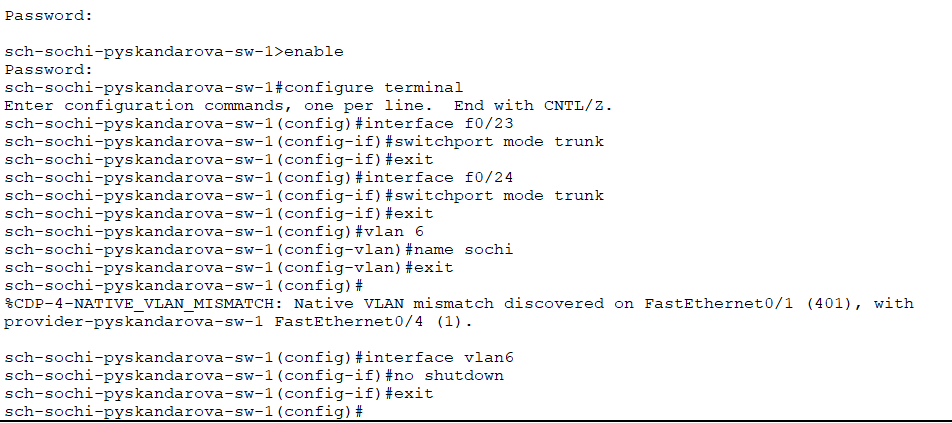 Password:
sch-sochi-pyskandarova-sw-1>enable
Password:
sch-sochi-pyskandarova-sw-1#configure terminal
Enter configuration commands, one per line.  End with CNTL/Z.
sch-sochi-pyskandarova-sw-1(config)#interface f0/23
sch-sochi-pyskandarova-sw-1(config-if)#switchport mode trunk
sch-sochi-pyskandarova-sw-1(config-if)#exit
sch-sochi-pyskandarova-sw-1(config)#interface f0/24
sch-sochi-pyskandarova-sw-1(config-if)#switchport mode trunk
sch-sochi-pyskandarova-sw-1(config-if)#exit
sch-sochi-pyskandarova-sw-1(config)#vlan 6
sch-sochi-pyskandarova-sw-1(config-vlan)#name sochi
sch-sochi-pyskandarova-sw-1(config-vlan)#exit
sch-sochi-pyskandarova-sw-1(config)#
%CDP-4-NATIVE_VLAN_MISMATCH: Native VLAN mismatch discovered on FastEthernet0/1 (401), with
provider-pyskandarova-sw-1 FastEthernet0/4 (1).
sch-sochi-pyskandarova-sw-1(config)#interface vlan6
sch-sochi-pyskandarova-sw-1(config-if)#no shutdown
sch-sochi-pyskandarova-sw-1(config-if)#exit
sch-sochi-pyskandarova-sw-1(config)#